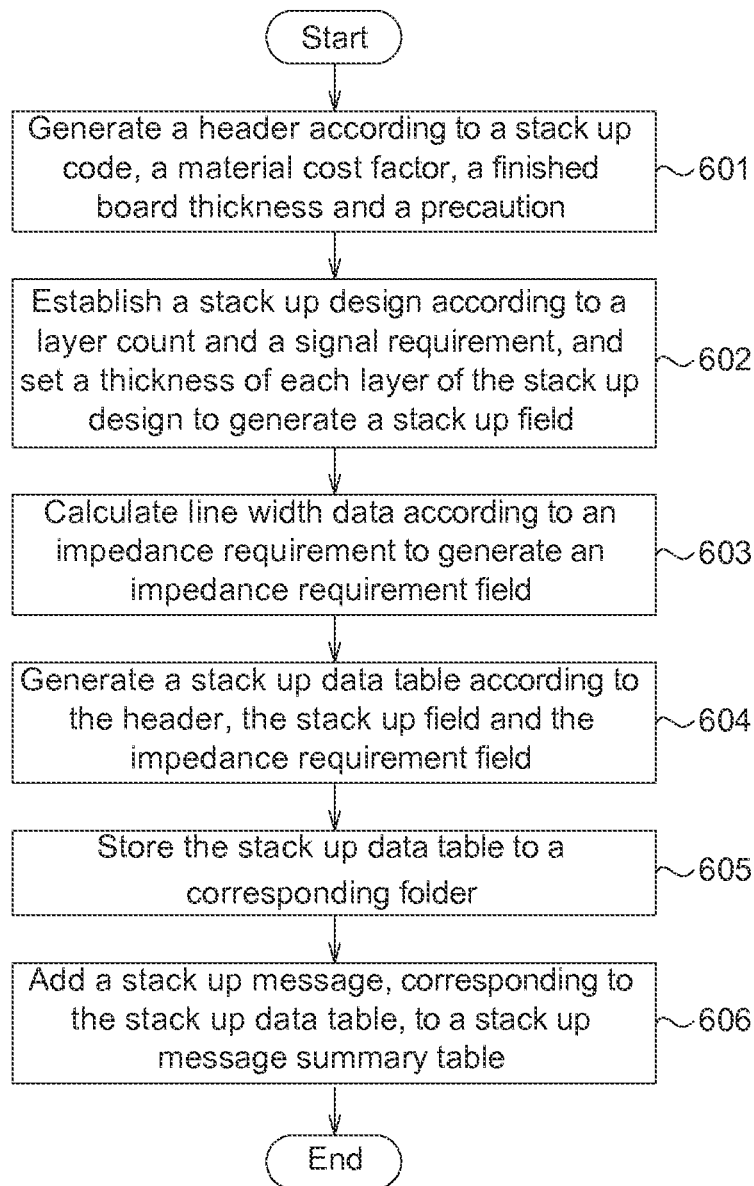 Start
Generate a header according to a stack up
code, a material cost factor, a finished
board thickness and a precaution
601
Establish a stack up design according to a
layer count and a signal requirement, and
set a thickness of each layer of the stack up
design to generate a stack up field
602
Calculate line width data according to an
impedance requirement to generate an
impedance requirement field
603
Generate a stack up data table according to
the header, the stack up field and the
impedance requirement field
604
Store the stack up data table to a
corresponding folder
605
Add a stack up message, corresponding to
the stack up data table, to a stack up
message summary table
606
End